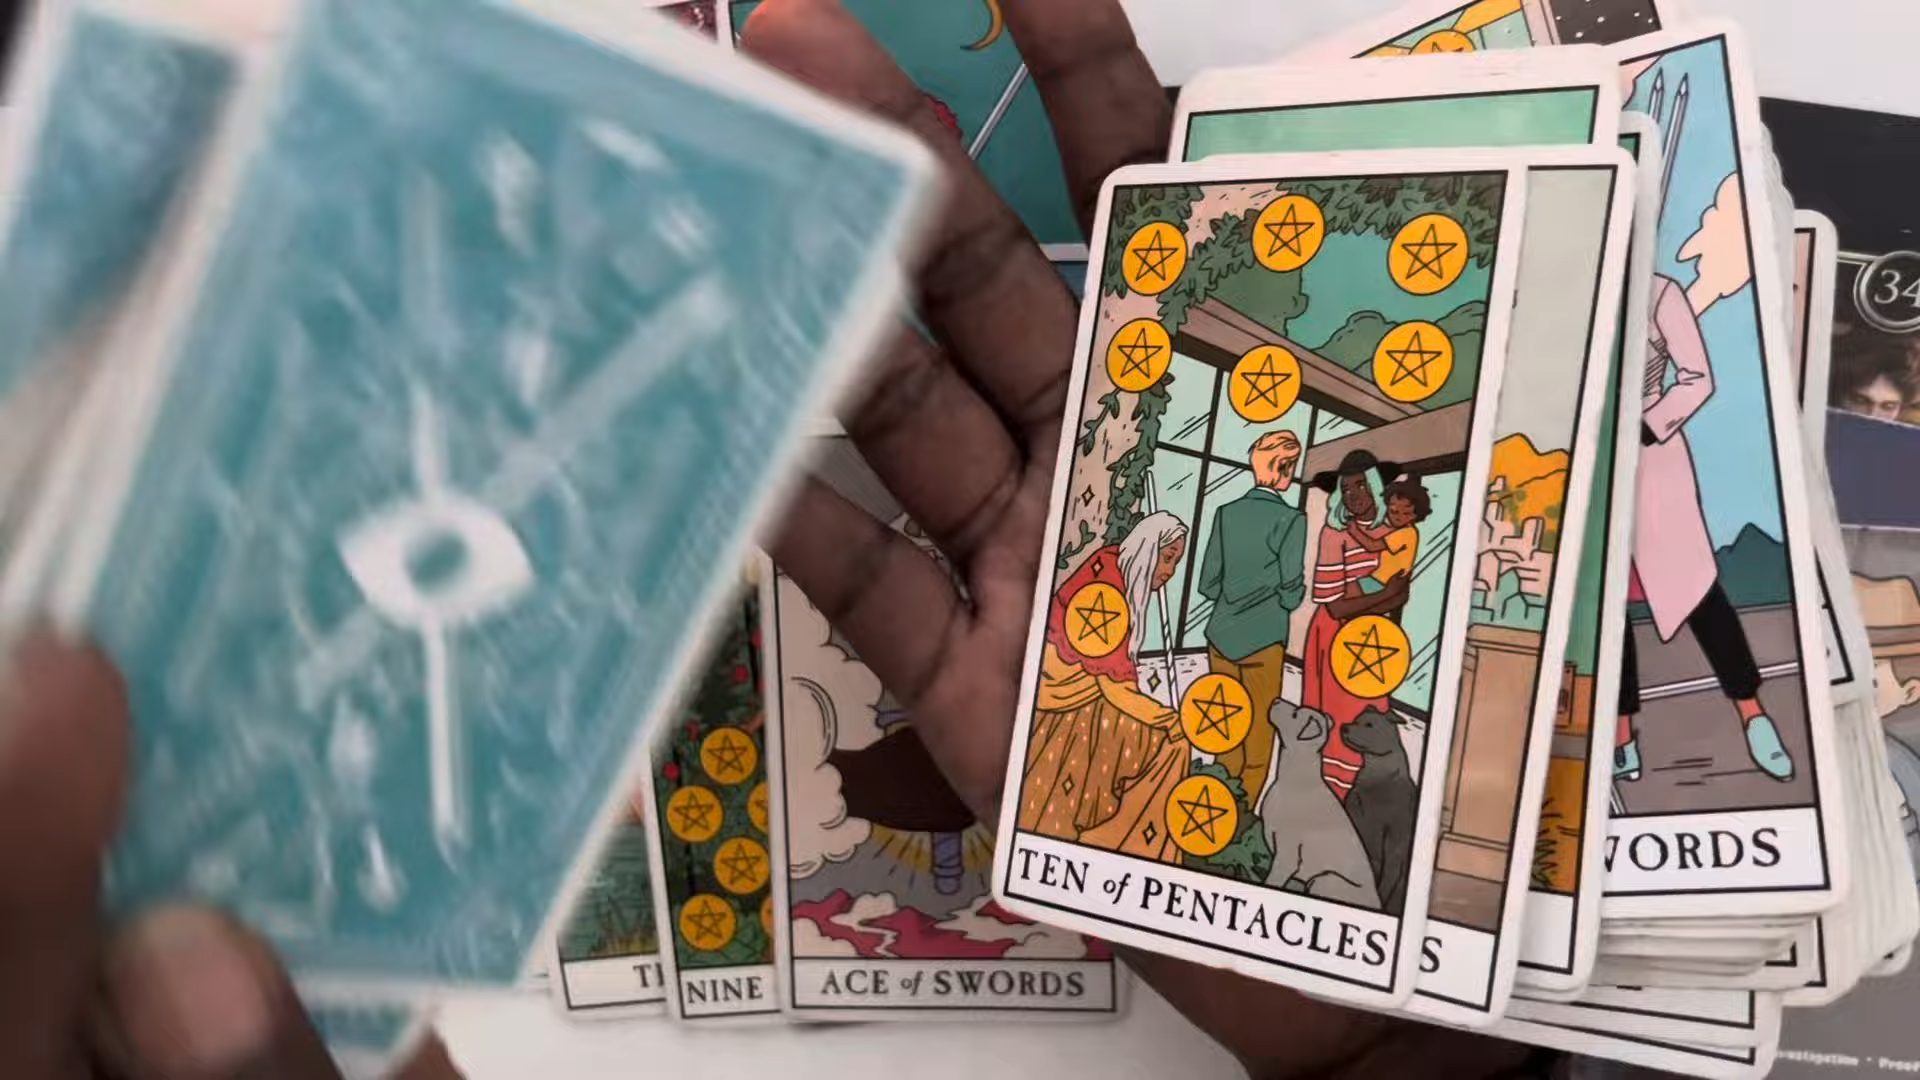 34
TEN of PENTACLES
S
WORDS
NINE
ACE of SWORDS